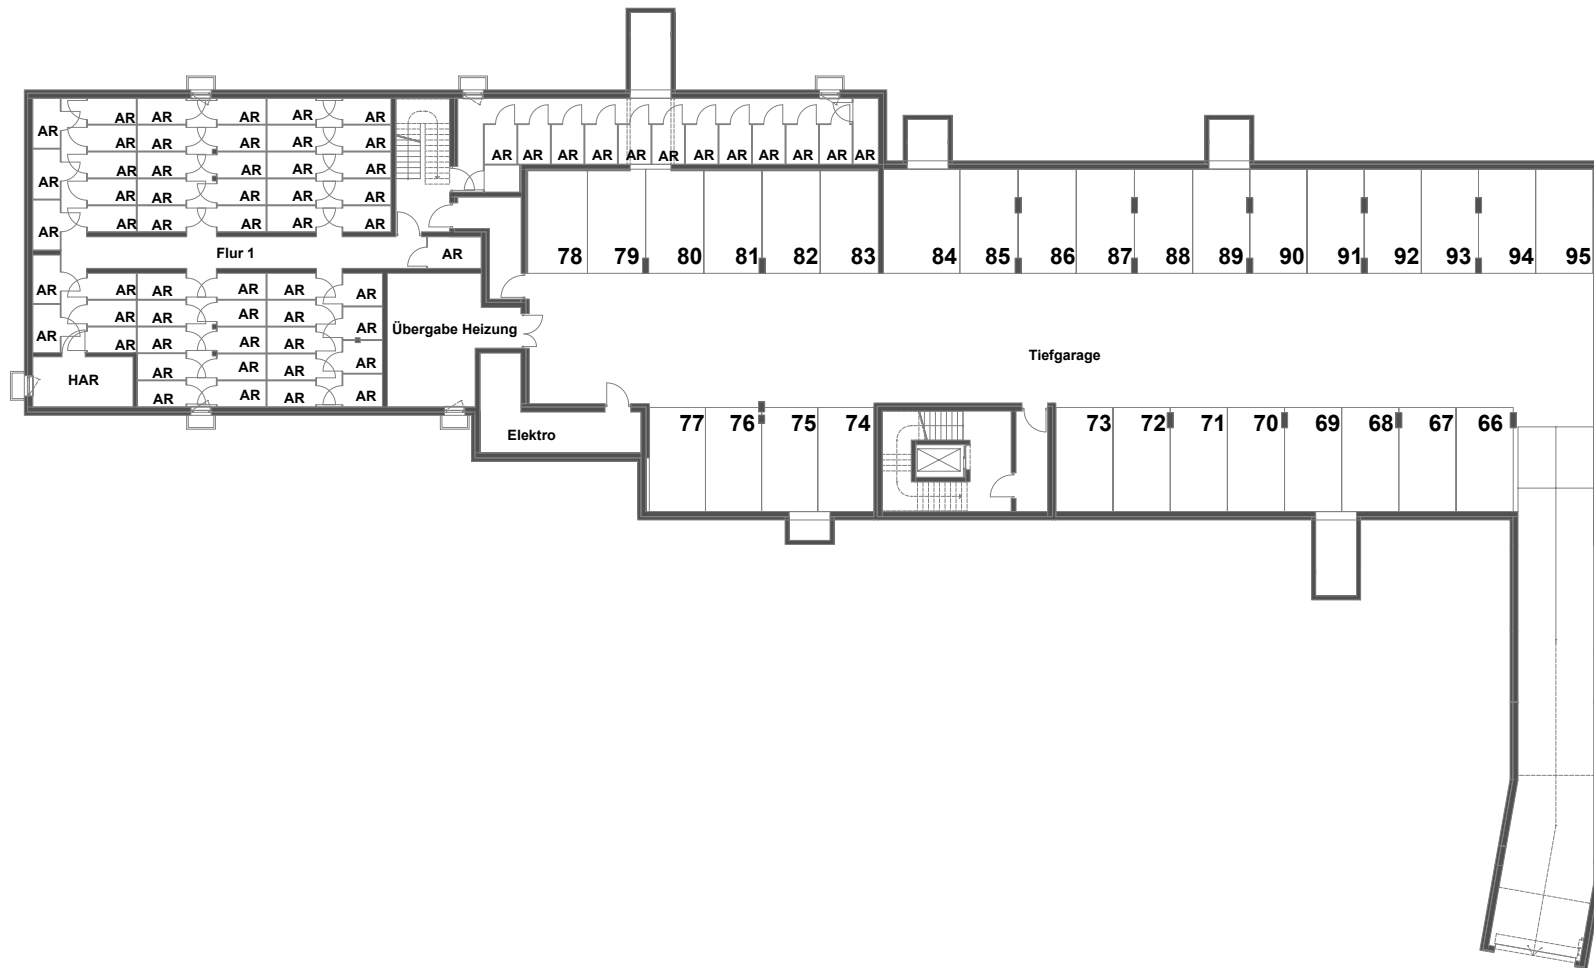 AR AR AR AR AR
AR
AR AR AR AR AR
AR AR AR AR AR AR AR AR AR AR AR AR
AR AR AR AR AR
AR
AR AR AR AR AR
AR AR AR AR AR
AR
Flur 1
AR
78 79 80 81 82 83 84 85 86 87 88 89 90 91 92 93 94 95
AR
AR AR AR AR
AR
AR AR AR AR
AR
AR
AR AR AR AR
Übergabe Heizung
Tiefgarage
AR AR AR
AR
HAR
AR AR AR
AR
77 76 75 74
73 72 71 70 69 68 67 66
Elektro